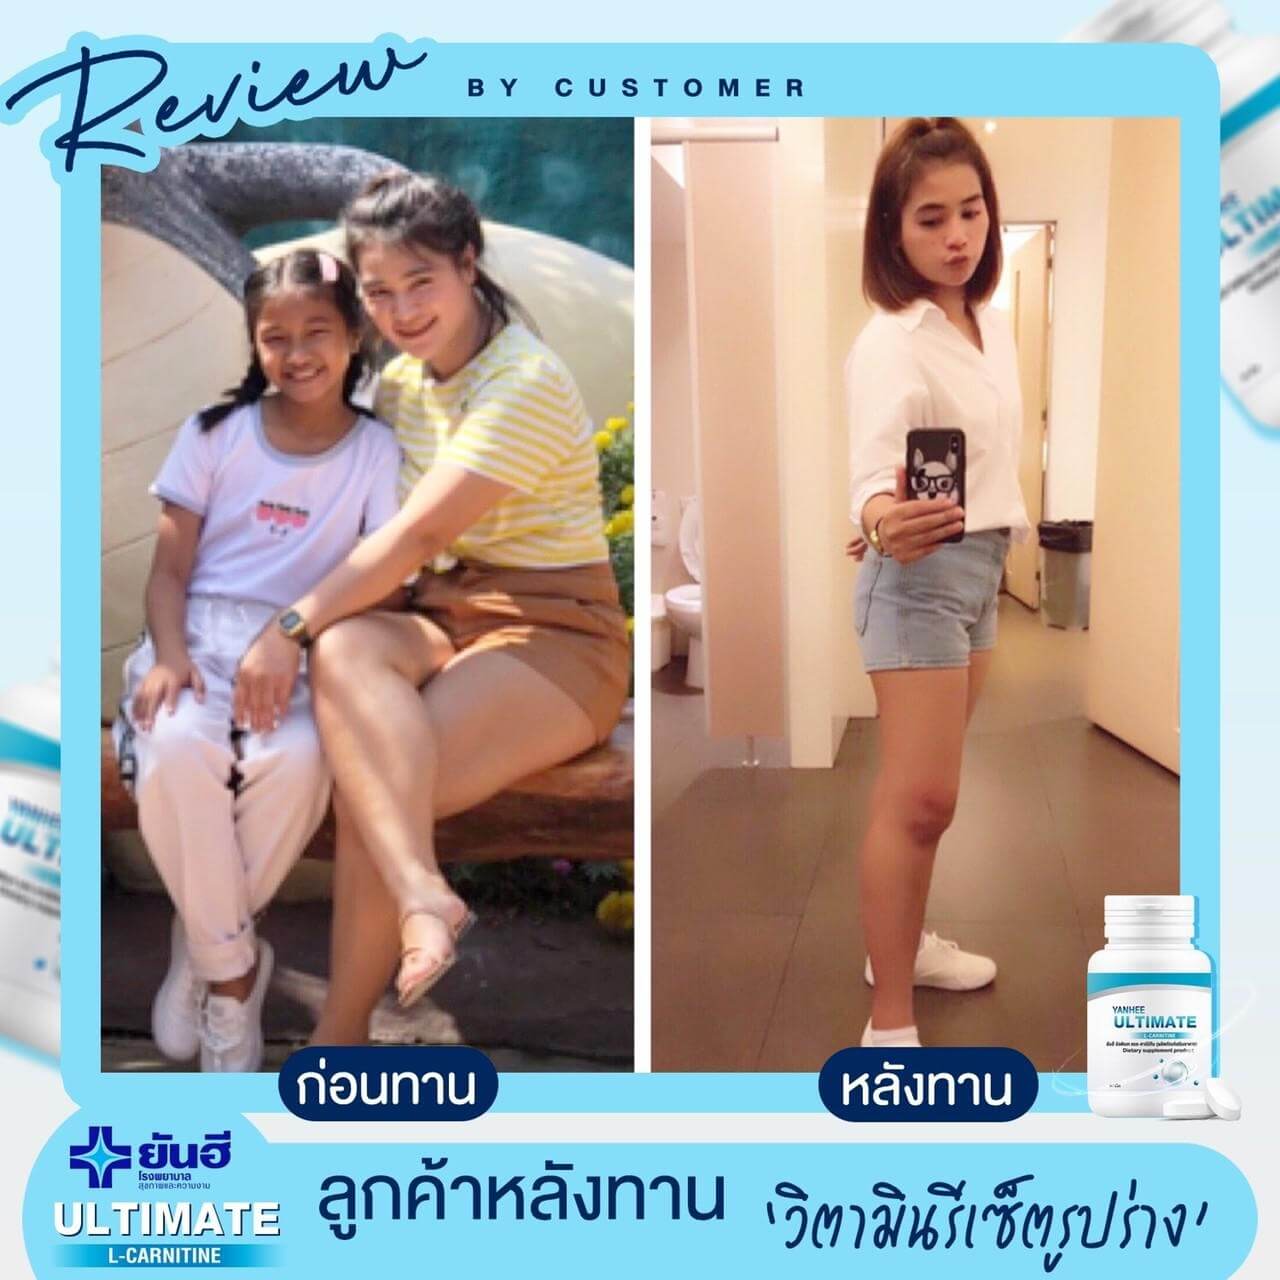 Review
BY CUSTOMER
ก่อนทาน
หลังทาน
YANHEE
ULTIMATE
L-CARNITINE
Dietary supplement product
ยันฮี
โรงพยาบาล
สุขภาพและความงาม
ULTIMATE
L-CARNITINE
ลูกค้าหลังทาน
'วิตามินรีเซ็ตรูปร่าง'